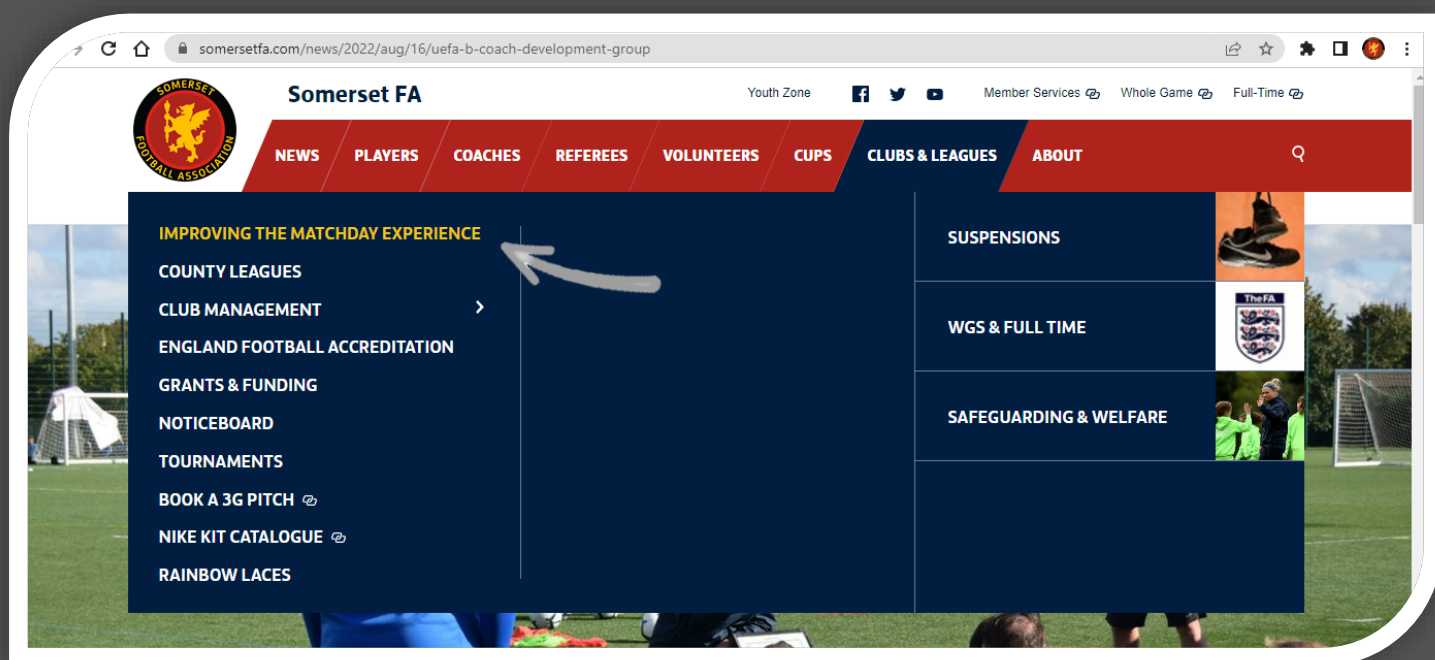 somersetfa.com/news/2022/aug/16/uefa-b-coach-development-group
SOMERSET
FOOTBALL ASSOCIATION
Somerset FA
Youth Zone
Member Services
Whole Game
Full-Time
NEWS
PLAYERS
COACHES
REFEREES
VOLUNTEERS
CUPS
CLUBS & LEAGUES
ABOUT
IMPROVING THE MATCHDAY EXPERIENCE
COUNTY LEAGUES
CLUB MANAGEMENT
ENGLAND FOOTBALL ACCREDITATION
GRANTS & FUNDING
NOTICEBOARD
TOURNAMENTS
BOOK A 3G PITCH
NIKE KIT CATALOGUE
RAINBOW LACES
SUSPENSIONS
WGS & FULL TIME
The FA
SAFEGUARDING & WELFARE